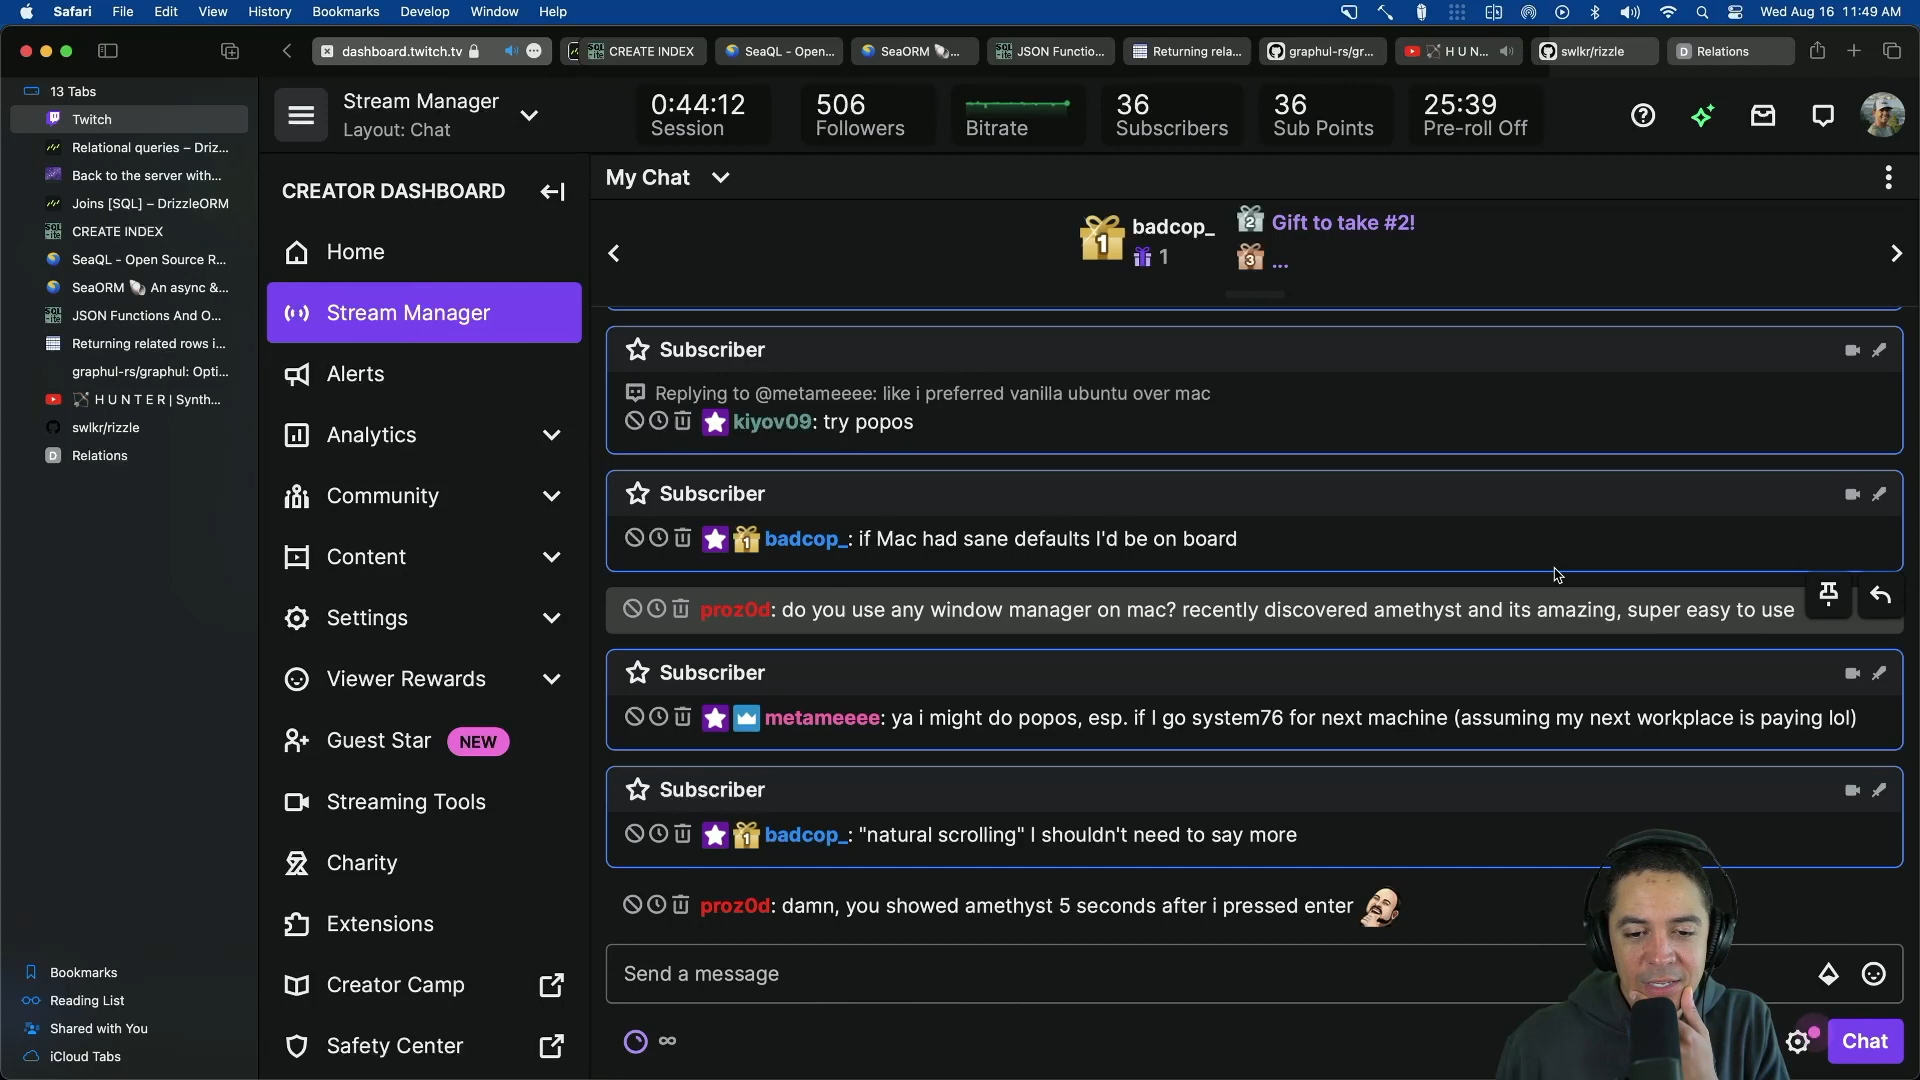 Safari File Edit View History Bookmarks Develop Window Help
Wed Aug 16 11:49 AM
dashboard.twitch.tv
CREATE INDEX
SeaQL - Open...
SeaORM 🐚...
JSON Functio...
Returning rela...
graphul-rs/gr...
H U N...
swlkr/rizzle
D Relations
13 Tabs
Twitch
Relational queries – Driz...
Back to the server with...
Joins [SQL] – DrizzleORM
CREATE INDEX
SeaQL - Open Source R...
SeaORM 🐚 An async &...
JSON Functions And O...
Returning related rows i...
graphul-rs/graphul: Opti...
H U N T E R | Synth...
swlkr/rizzle
D Relations
Bookmarks
Reading List
Shared with You
iCloud Tabs
Stream Manager
Layout: Chat
0:44:12
Session
506
Followers
Bitrate
36
Subscribers
36
Sub Points
25:39
Pre-roll Off
CREATOR DASHBOARD
Home
Stream Manager
Alerts
Analytics
Community
Content
Settings
Viewer Rewards
Guest Star NEW
Streaming Tools
Charity
Extensions
Creator Camp
Safety Center
My Chat
1 badcop_
1
2 Gift to take #2!
3 ...
Subscriber
Replying to @metameeee: like i preferred vanilla ubuntu over mac
kiyov09: try popos
Subscriber
1 badcop_: if Mac had sane defaults I'd be on board
proz0d: do you use any window manager on mac? recently discovered amethyst and its amazing, super easy to use
Subscriber
metameeee: ya i might do popos, esp. if I go system76 for next machine (assuming my next workplace is paying lol)
Subscriber
1 badcop_: "natural scrolling" I shouldn't need to say more
proz0d: damn, you showed amethyst 5 seconds after i pressed enter
Send a message
∞
Chat